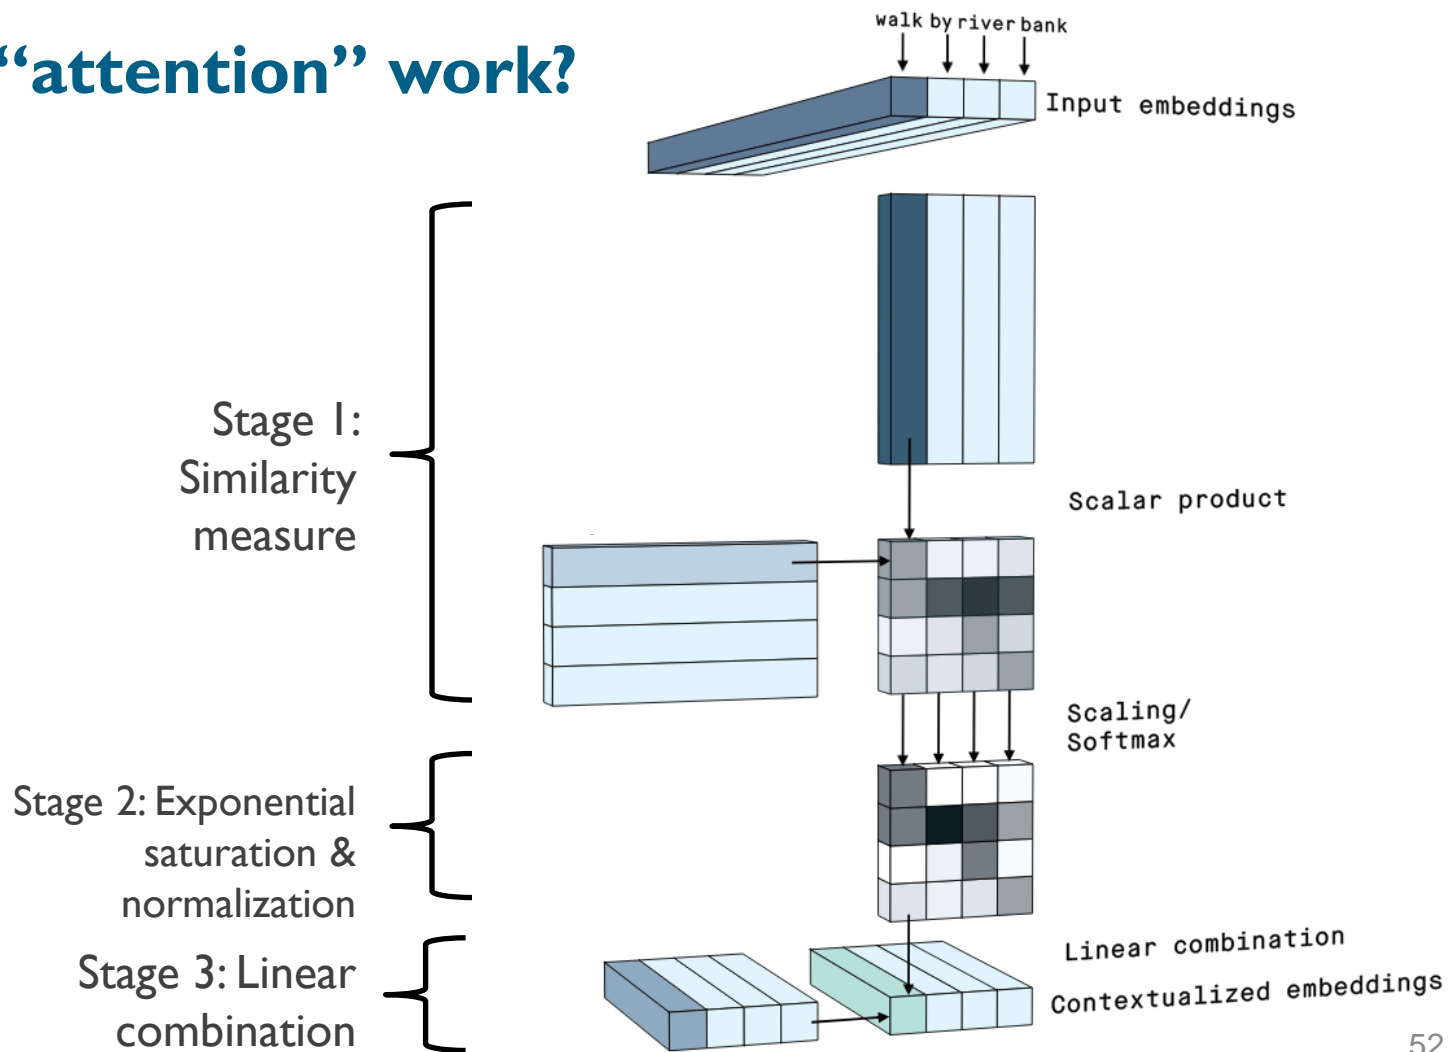 “attention” work?
walk by river bank
Input embeddings
Stage 1:
Similarity
measure
Scalar product
Scaling/
Softmax
Stage 2: Exponential
saturation &
normalization
Stage 3: Linear
combination
Linear combination
Contextualized embeddings
52